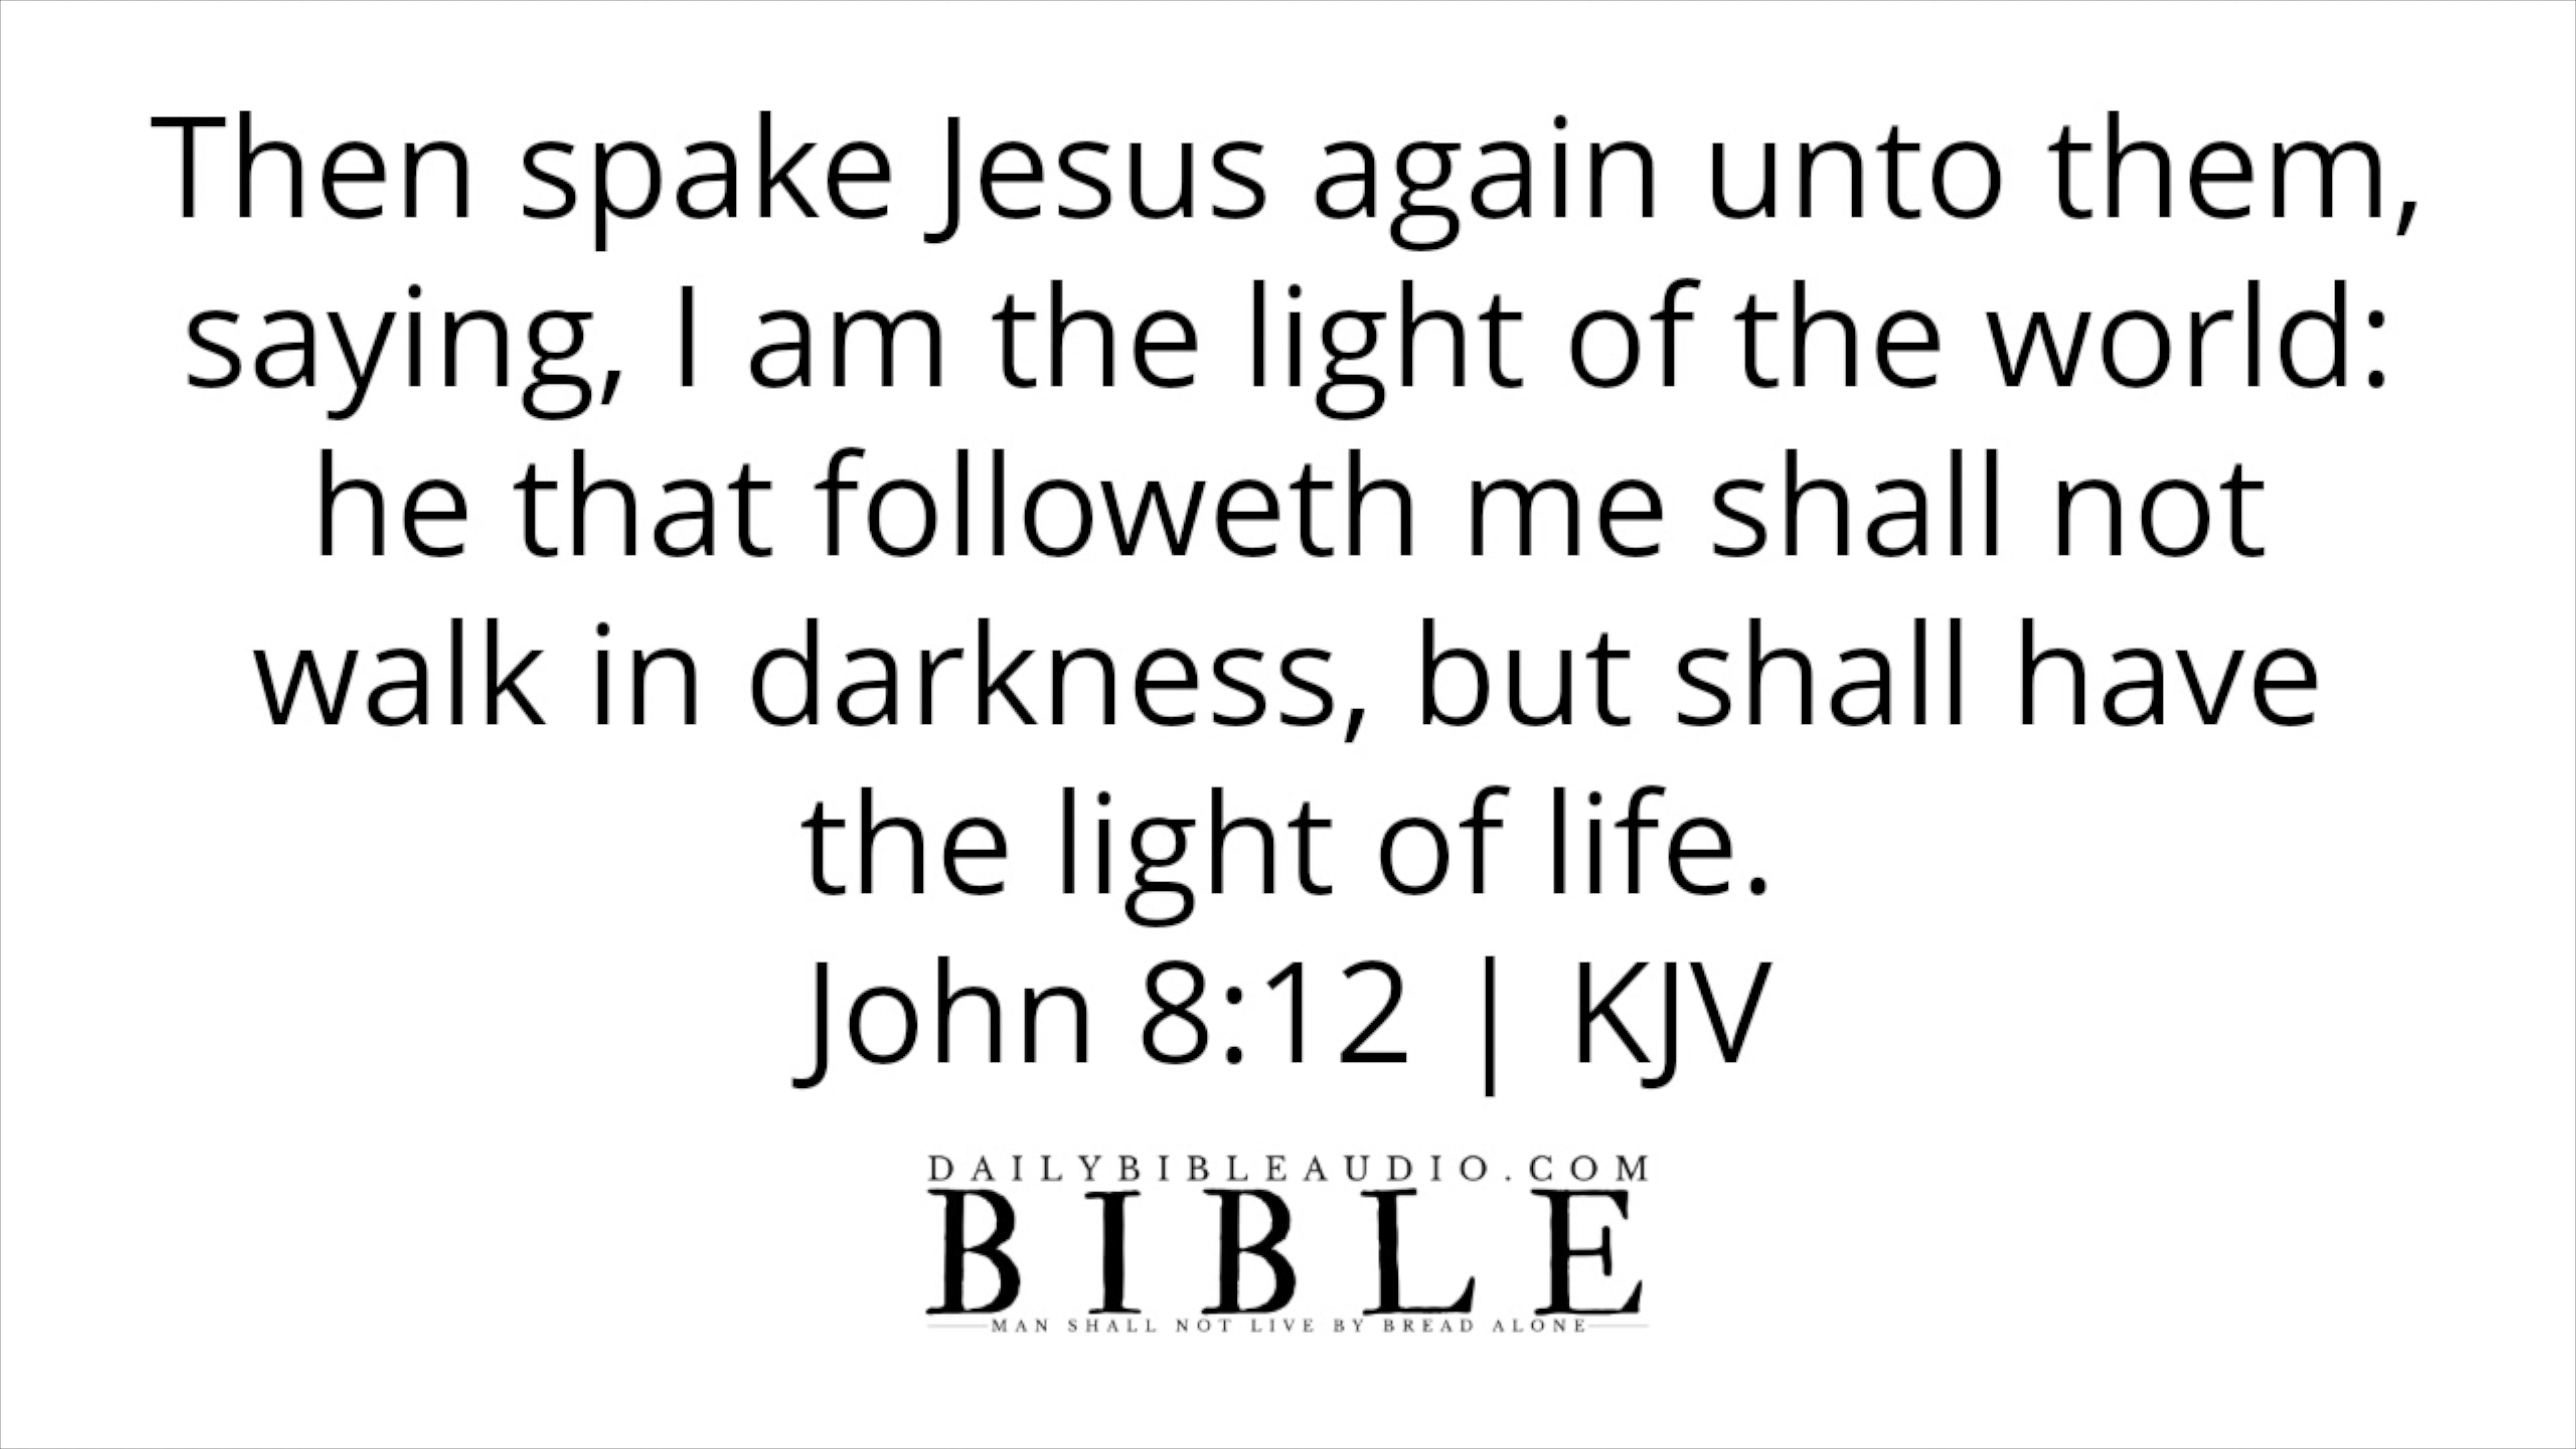 Then spake Jesus again unto them,
saying, I am the light of the world:
he that followeth me shall not
walk in darkness, but shall have
the light of life.
John 8:12 | KJV
DAILYBIBLEAUDIO.COM
BIBLE
MAN SHALL NOT LIVE BY BREAD ALONE